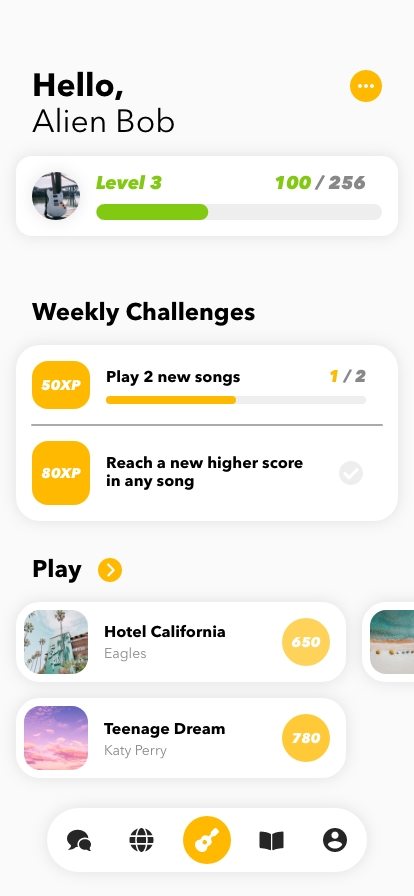 Hello,
Alien Bob
Level 3
100 / 256
Weekly Challenges
50XP
Play 2 new songs
1 / 2
80XP
Reach a new higher score
in any song
Play
Hotel California
Eagles
650
Teenage Dream
Katy Perry
780